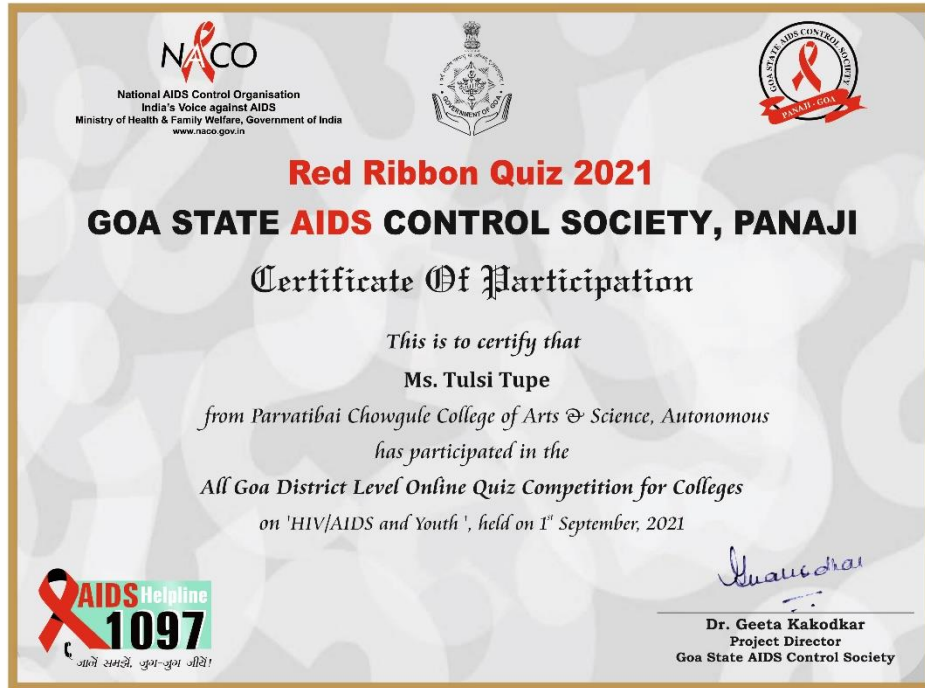 NACO
National AIDS Control Organisation
India's Voice against AIDS
Ministry of Health & Family Welfare, Government of India
www.naco.gov.in
GOVERNMENT OF GOA
GOA STATE AIDS CONTROL SOCIETY
PANAJI - GOA
Red Ribbon Quiz 2021
GOA STATE AIDS CONTROL SOCIETY, PANAJI
Certificate Of Participation
This is to certify that
Ms. Tulsi Tupe
from Parvatibai Chowgule College of Arts & Science, Autonomous
has participated in the
All Goa District Level Online Quiz Competition for Colleges
on 'HIV/AIDS and Youth ', held on 1st September, 2021
AIDS Helpline
1097
जानें समझें, जुग-जुग जीयें!
Dr. Geeta Kakodkar
Project Director
Goa State AIDS Control Society